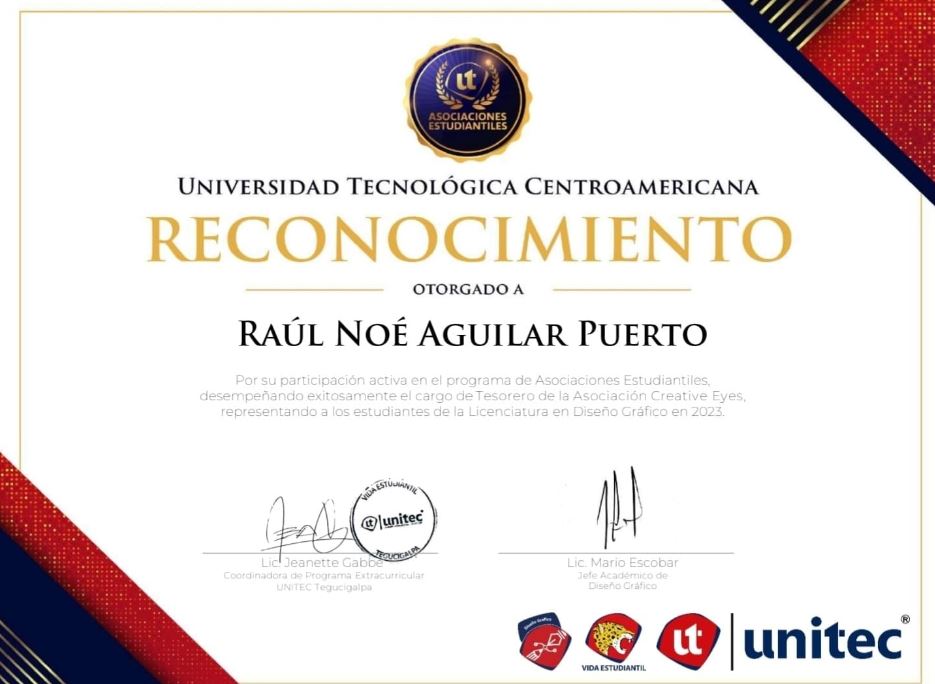 ut
ASOCIACIONES
ESTUDIANTILES
UNIVERSIDAD TECNOLÓGICA CENTROAMERICANA
RECONOCIMIENTO
OTORGADO A
RAÚL NOÉ AGUILAR PUERTO
Por su participación activa en el programa de Asociaciones Estudiantiles,
desempeñando exitosamente el cargo de Tesorero de la Asociación Creative Eyes,
representando a los estudiantes de la Licenciatura en Diseño Gráfico en 2023.
VIDA ESTUDIANTIL
ut unitec
TEGUCIGALPA
Lic. Jeanette Gabbe
Coordinadora de Programa Extracurricular
UNITEC Tegucigalpa
Lic. Mario Escobar
Jefe Académico de
Diseño Gráfico
Diseño Gráfico
VIDA ESTUDIANTIL
ut
unitec®